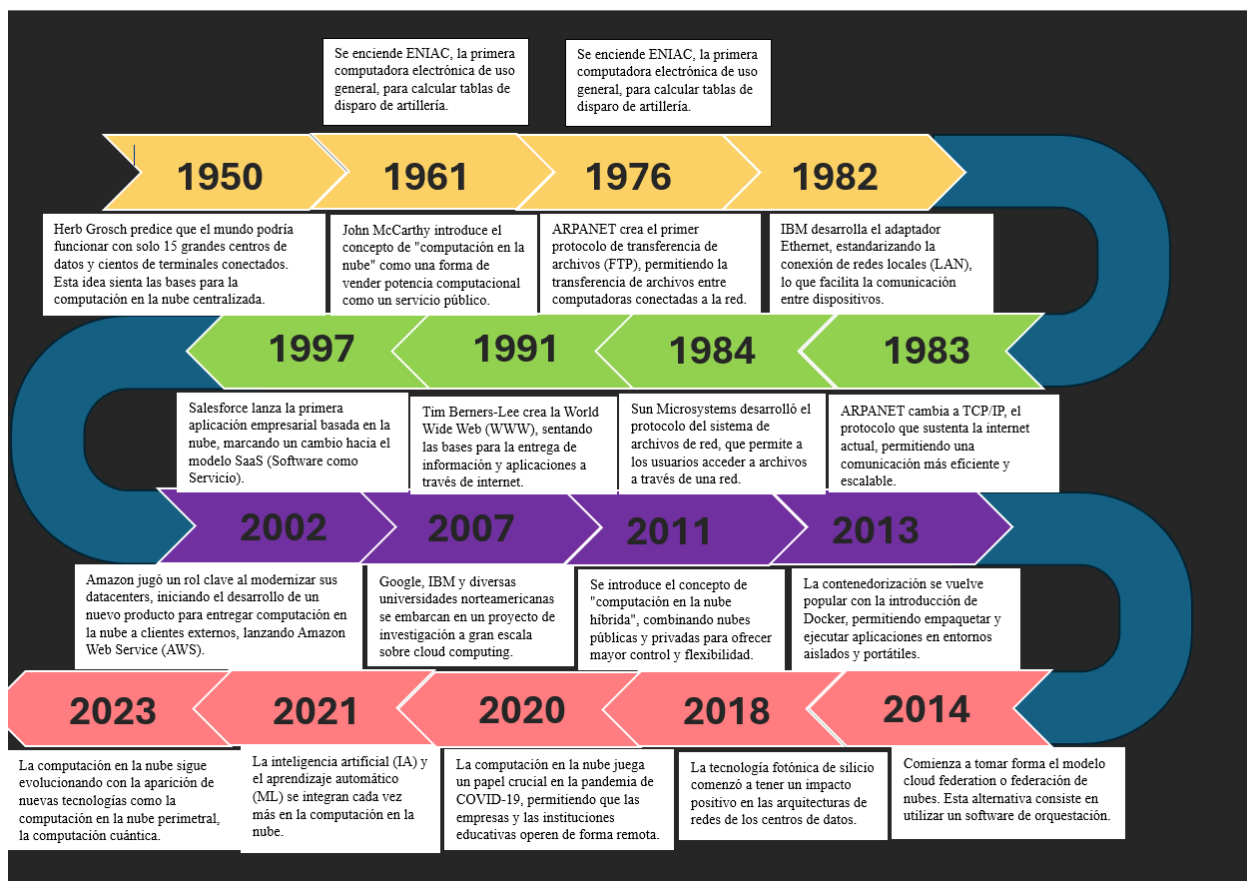 Se enciende ENIAC, la primera
computadora electrónica de uso
general, para calcular tablas de
disparo de artillería.
Se enciende ENIAC, la primera
computadora electrónica de uso
general, para calcular tablas de
disparo de artillería.
1950
1961
1976
1982
Herb Grosch predice que el mundo podría
funcionar con solo 15 grandes centros de
datos y cientos de terminales conectados.
Esta idea sienta las bases para la
computación en la nube centralizada.
John McCarthy introduce el
concepto de "computación en la
nube" como una forma de
vender potencia computacional
como un servicio público.
ARPANET crea el primer
protocolo de transferencia de
archivos (FTP), permitiendo la
transferencia de archivos entre
computadoras conectadas a la red.
IBM desarrolla el adaptador
Ethernet, estandarizando la
conexión de redes locales (LAN),
lo que facilita la comunicación
entre dispositivos.
1997
1991
1984
1983
Salesforce lanza la primera
aplicación empresarial basada en la
nube, marcando un cambio hacia el
modelo SaaS (Software como
Servicio).
Tim Berners-Lee crea la World
Wide Web (WWW), sentando
las bases para la entrega de
información y aplicaciones a
través de internet.
Sun Microsystems desarrolló el
protocolo del sistema de
archivos de red, que permite a
los usuarios acceder a archivos
a través de una red.
ARPANET cambia a TCP/IP, el
protocolo que sustenta la internet
actual, permitiendo una
comunicación más eficiente y
escalable.
2002
2007
2011
2013
Amazon jugó un rol clave al modernizar sus
datacenters, iniciando el desarrollo de un
nuevo producto para entregar computación en
la nube a clientes externos, lanzando Amazon
Web Service (AWS).
Google, IBM y diversas
universidades norteamericanas
se embarcan en un proyecto de
investigación a gran escala
sobre cloud computing.
Se introduce el concepto de
"computación en la nube
híbrida", combinando nubes
públicas y privadas para ofrecer
mayor control y flexibilidad.
La contenedorización se vuelve
popular con la introducción de
Docker, permitiendo empaquetar y
ejecutar aplicaciones en entornos
aislados y portátiles.
2023
2021
2020
2018
2014
La computación en la nube sigue
evolucionando con la aparición de
nuevas tecnologías como la
computación en la nube perimetral,
la computación cuántica.
La inteligencia artificial (IA) y
el aprendizaje automático
(ML) se integran cada vez
más en la computación en la
nube.
La computación en la nube juega
un papel crucial en la pandemia de
COVID-19, permitiendo que las
empresas y las instituciones
educativas operen de forma remota.
La tecnología fotónica de silicio
comenzó a tener un impacto
positivo en las arquitecturas de
redes de los centros de datos.
Comienza a tomar forma el modelo
cloud federation o federación de
nubes. Esta alternativa consiste en
utilizar un software de orquestación.